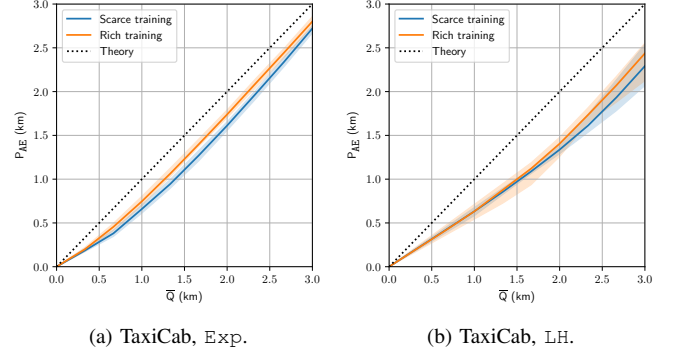 3.0
2.5
2.0
1.5
1.0
0.5
0.0
P_AE (km)
Scarce training
Rich training
Theory
0.0 0.5 1.0 1.5 2.0 2.5 3.0
Q̅ (km)
(a) TaxiCab, Exp.
3.0
2.5
2.0
1.5
1.0
0.5
0.0
P_AE (km)
Scarce training
Rich training
Theory
0.0 0.5 1.0 1.5 2.0 2.5 3.0
Q̅ (km)
(b) TaxiCab, LH.